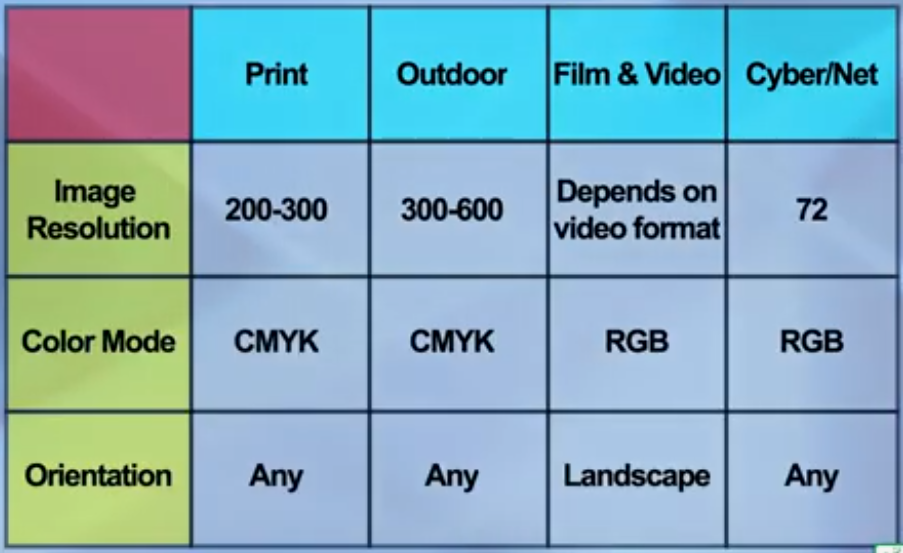 Print
Outdoor
Film & Video
Cyber/Net
Image
Resolution
200-300
300-600
Depends on
video format
72
Color Mode
CMYK
CMYK
RGB
RGB
Orientation
Any
Any
Landscape
Any